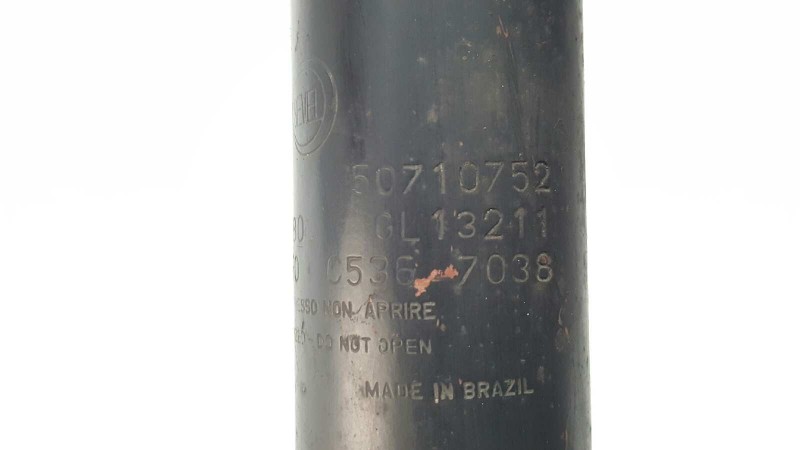 50710752
GL13211
C536-7038
NON APRIRE
DO NOT OPEN
MADE IN BRAZIL